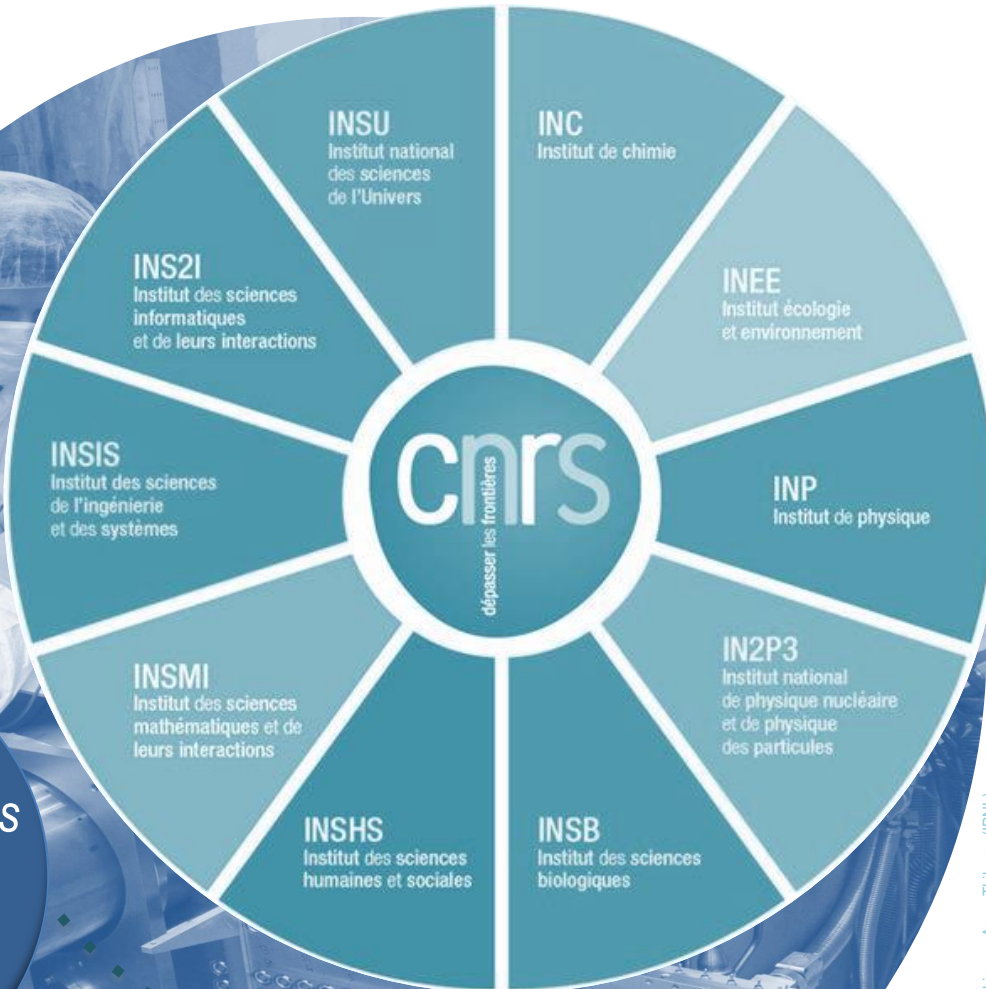 INSU
Institut national
des sciences
de l'Univers
INC
Institut de chimie
INEE
Institut écologie
et environnement
INP
Institut de physique
IN2P3
Institut national
de physique nucléaire
et de physique
des particules
INSB
Institut des sciences
biologiques
INSHS
Institut des sciences
humaines et sociales
INSMI
Institut des sciences
mathématiques et de
leurs interactions
INSIS
Institut des sciences
de l'ingénierie
et des systèmes
INS2I
Institut des sciences
informatiques
et de leurs interactions
cnrs
dépasser les frontières
s